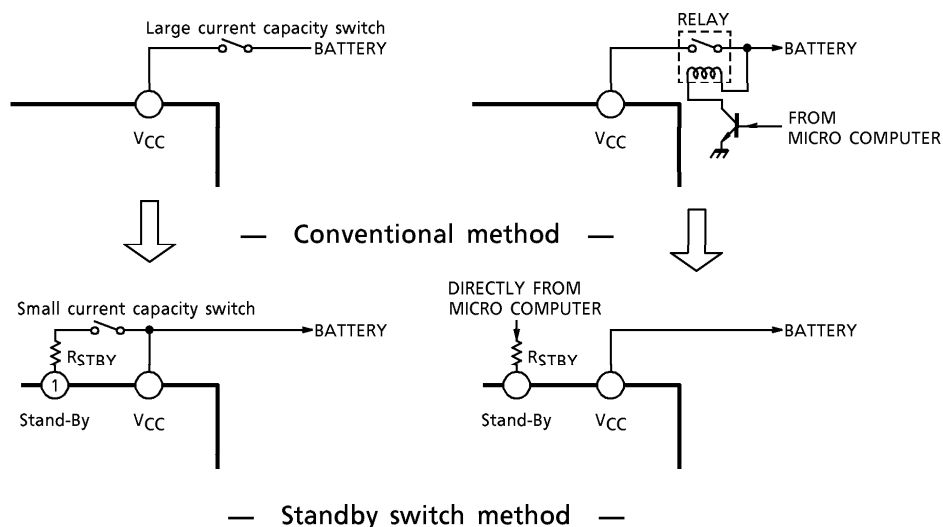 Large current capacity switch
BATTERY
VCC
RELAY
BATTERY
FROM
MICRO COMPUTER
VCC
— Conventional method —
Small current capacity switch
BATTERY
RSTBY
1
Stand-By
VCC
DIRECTLY FROM
MICRO COMPUTER
BATTERY
RSTBY
Stand-By
VCC
— Standby switch method —